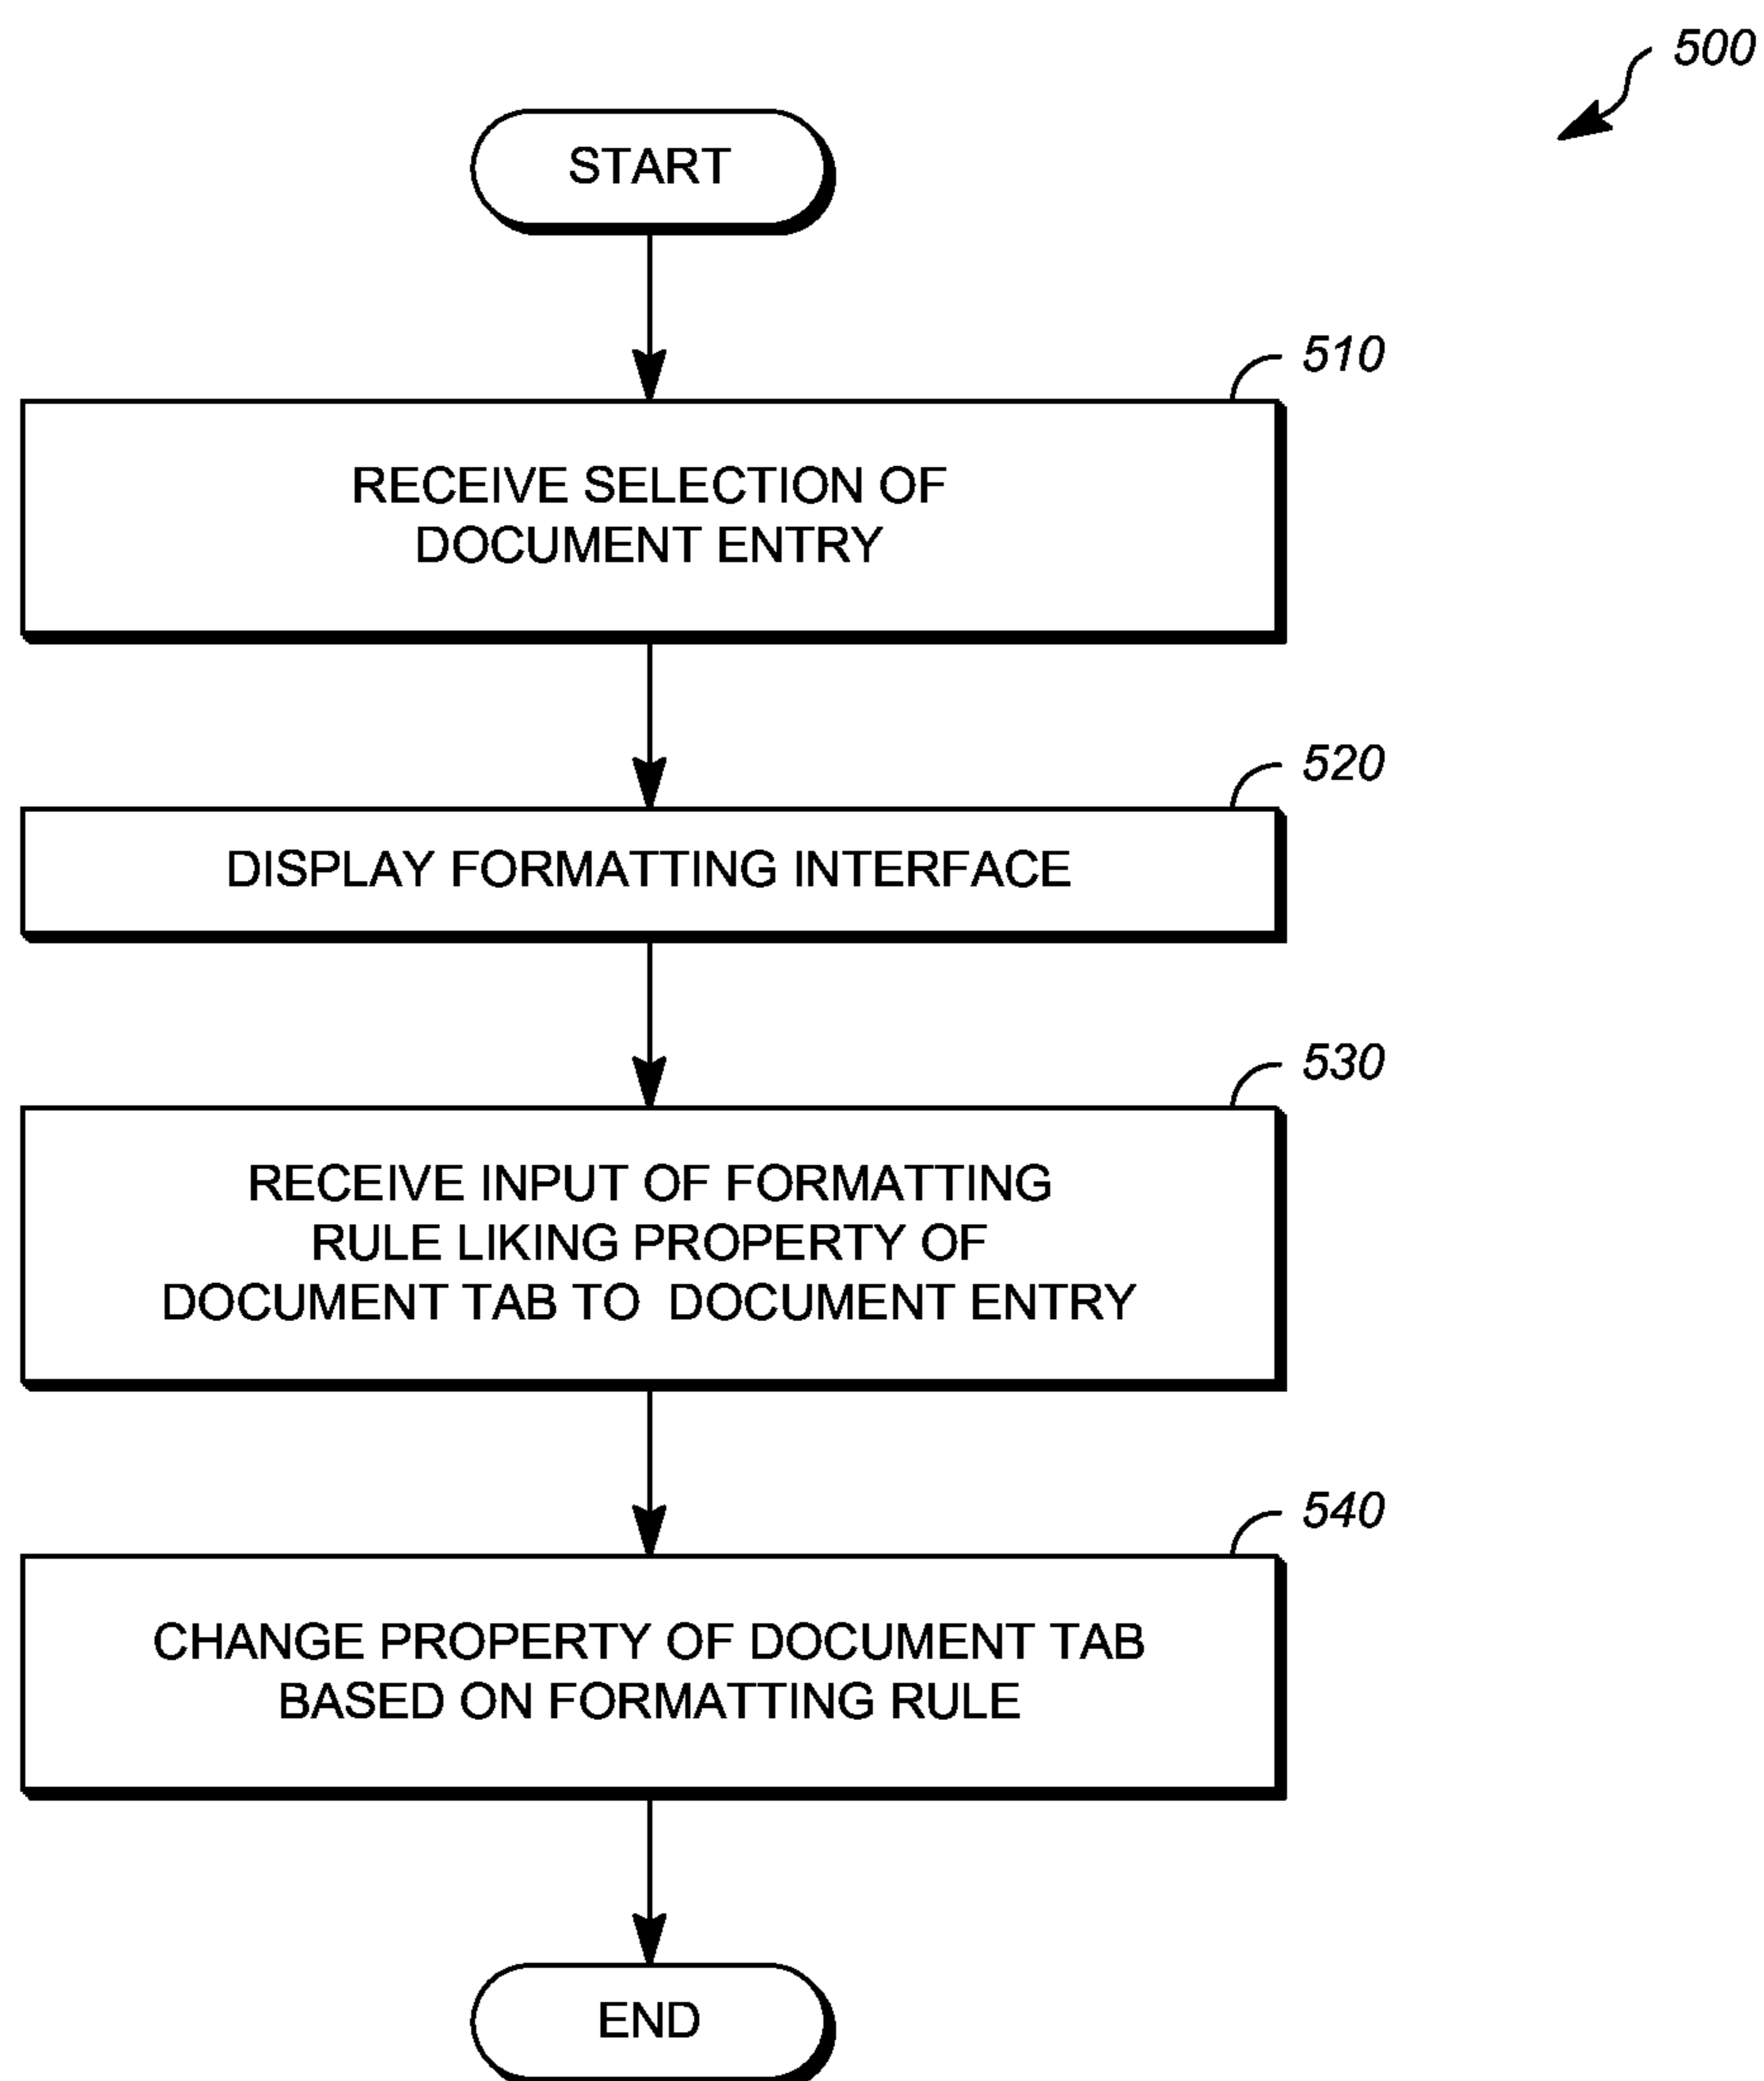 500
START
510
RECEIVE SELECTION OF
DOCUMENT ENTRY
520
DISPLAY FORMATTING INTERFACE
530
RECEIVE INPUT OF FORMATTING
RULE LIKING PROPERTY OF
DOCUMENT TAB TO DOCUMENT ENTRY
540
CHANGE PROPERTY OF DOCUMENT TAB
BASED ON FORMATTING RULE
END